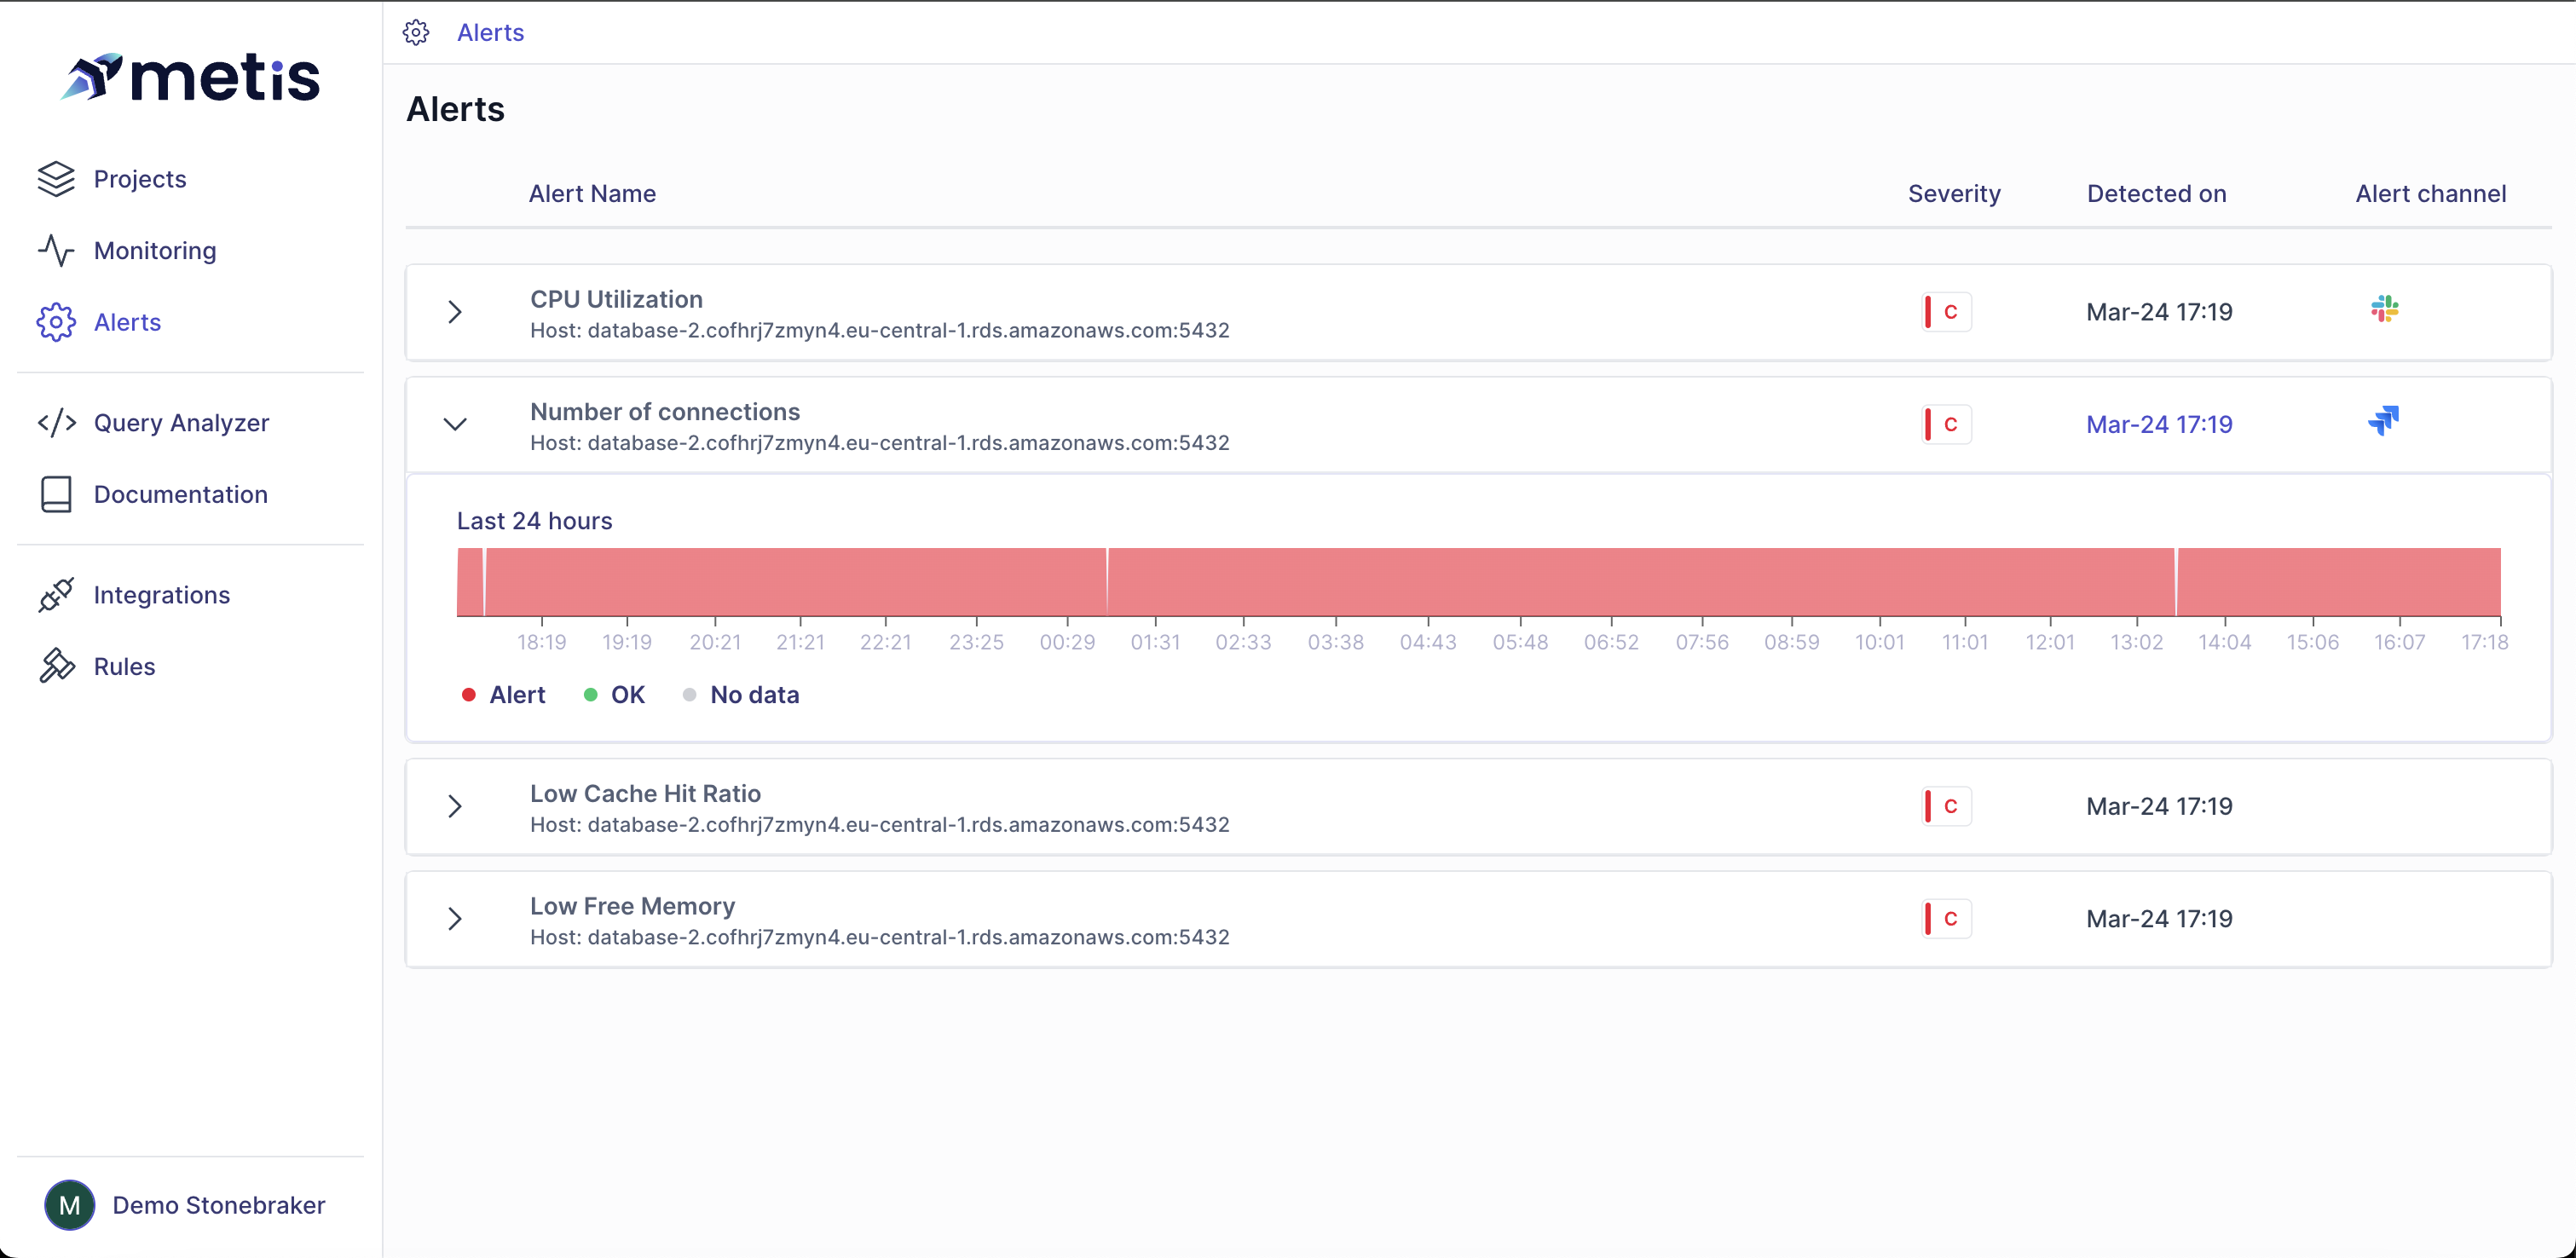 metis
Projects
Monitoring
Alerts
Query Analyzer
Documentation
Integrations
Rules
M Demo Stonebraker
Alerts
Alerts
Alert Name Severity Detected on Alert channel
CPU Utilization
Host: database-2.cofhrj7zmyn4.eu-central-1.rds.amazonaws.com:5432
C Mar-24 17:19
Number of connections
Host: database-2.cofhrj7zmyn4.eu-central-1.rds.amazonaws.com:5432
C Mar-24 17:19
Last 24 hours
18:19 19:19 20:21 21:21 22:21 23:25 00:29 01:31 02:33 03:38 04:43 05:48 06:52 07:56 08:59 10:01 11:01 12:01 13:02 14:04 15:06 16:07 17:18
Alert OK No data
Low Cache Hit Ratio
Host: database-2.cofhrj7zmyn4.eu-central-1.rds.amazonaws.com:5432
C Mar-24 17:19
Low Free Memory
Host: database-2.cofhrj7zmyn4.eu-central-1.rds.amazonaws.com:5432
C Mar-24 17:19